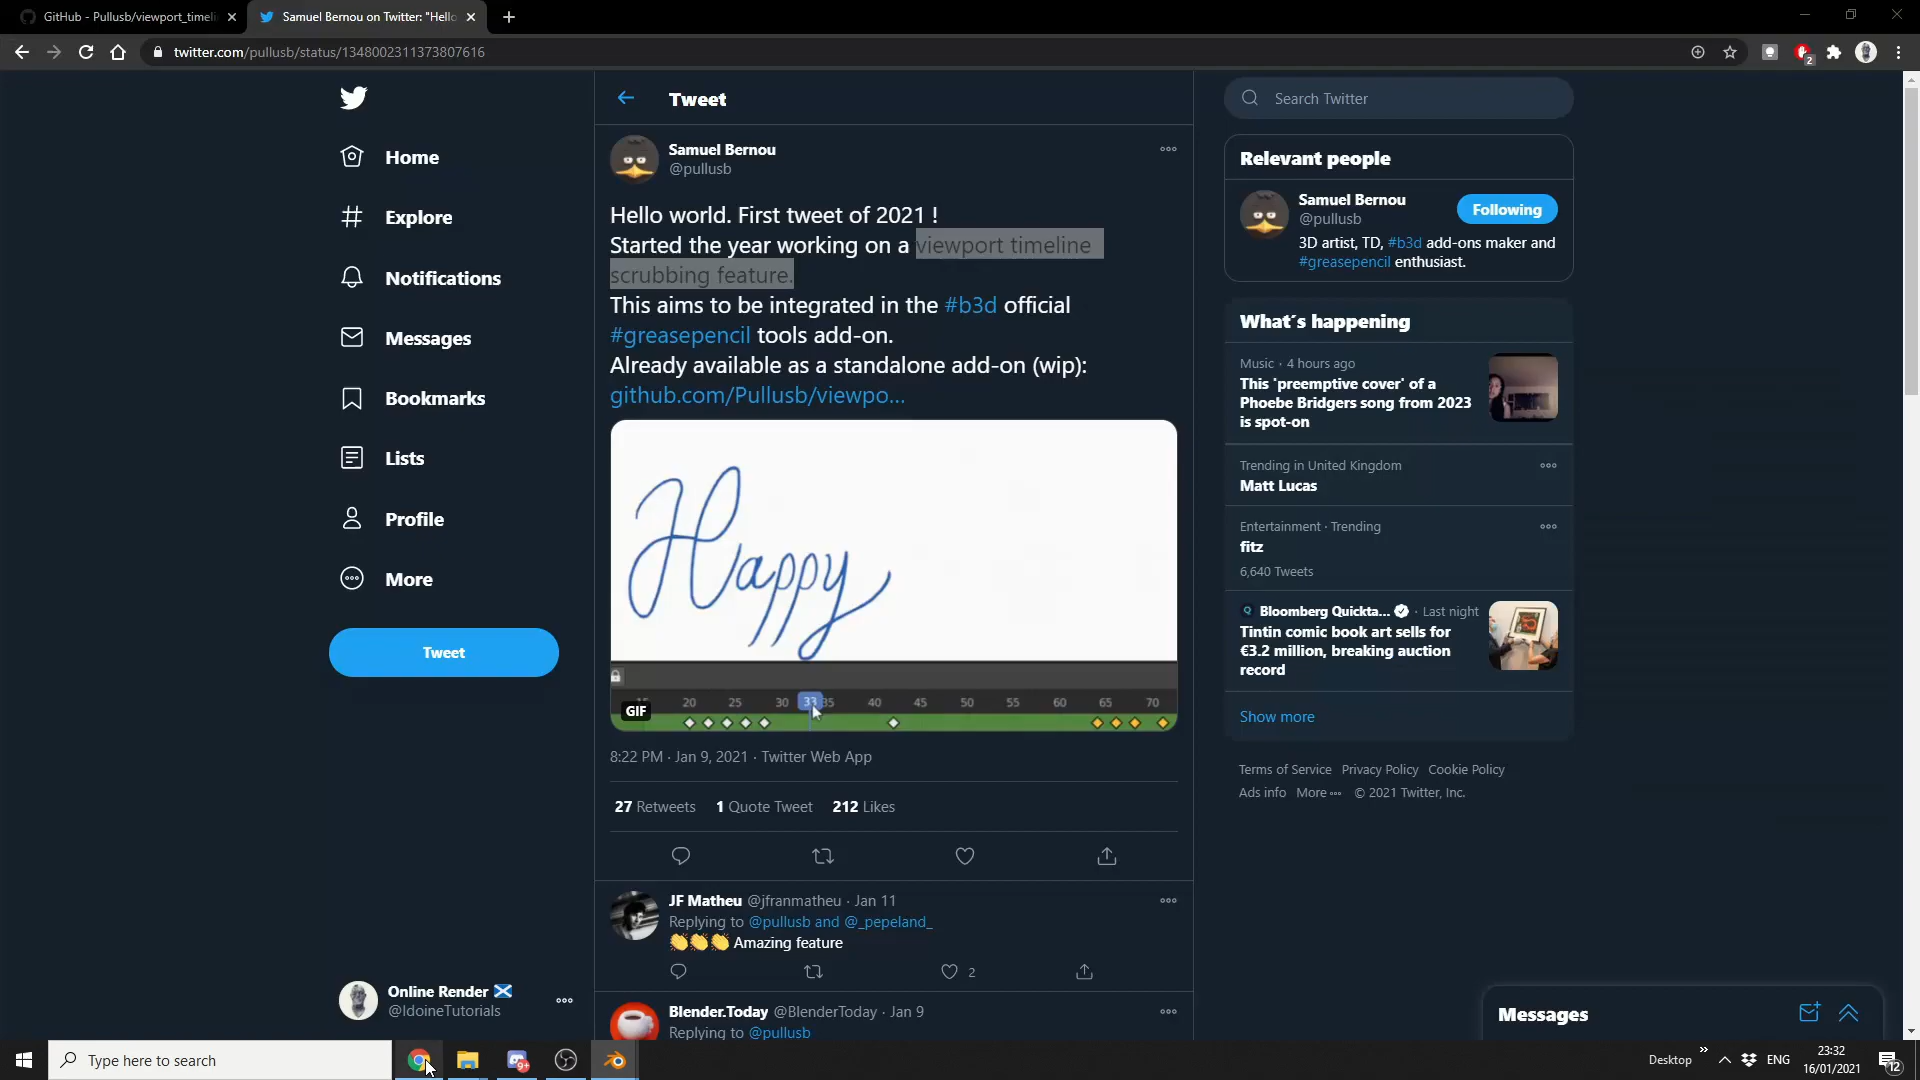 GitHub - Pullusb/viewport_timeli
Samuel Bernou on Twitter: "Hello
twitter.com/pullusb/status/1348002311373807616
2
Home
Explore
Notifications
Messages
Bookmarks
Lists
Profile
More
Tweet
Online Render
@IdoineTutorials
Tweet
Samuel Bernou
@pullusb
Hello world. First tweet of 2021 !
Started the year working on a viewport timeline
scrubbing feature.
This aims to be integrated in the #b3d official
#greasepencil tools add-on.
Already available as a standalone add-on (wip):
github.com/Pullusb/viewpo...
Happy
15 20 25 30 33 35 40 45 50 55 60 65 70
GIF
8:22 PM · Jan 9, 2021 · Twitter Web App
27 Retweets 1 Quote Tweet 212 Likes
JF Matheu @jfranmatheu · Jan 11
Replying to @pullusb and @_pepeland_
👏👏👏 Amazing feature
2
Blender.Today @BlenderToday · Jan 9
Replying to @pullusb
Search Twitter
Relevant people
Samuel Bernou
@pullusb
Following
3D artist, TD, #b3d add-ons maker and
#greasepencil enthusiast.
What´s happening
Music · 4 hours ago
This 'preemptive cover' of a
Phoebe Bridgers song from 2023
is spot-on
Trending in United Kingdom
Matt Lucas
Entertainment · Trending
fitz
6,640 Tweets
Bloomberg Quickta... · Last night
Tintin comic book art sells for
€3.2 million, breaking auction
record
Show more
Terms of Service Privacy Policy Cookie Policy
Ads info More ··· © 2021 Twitter, Inc.
Messages
Type here to search
9+
Desktop
ENG
23:32
16/01/2021
12